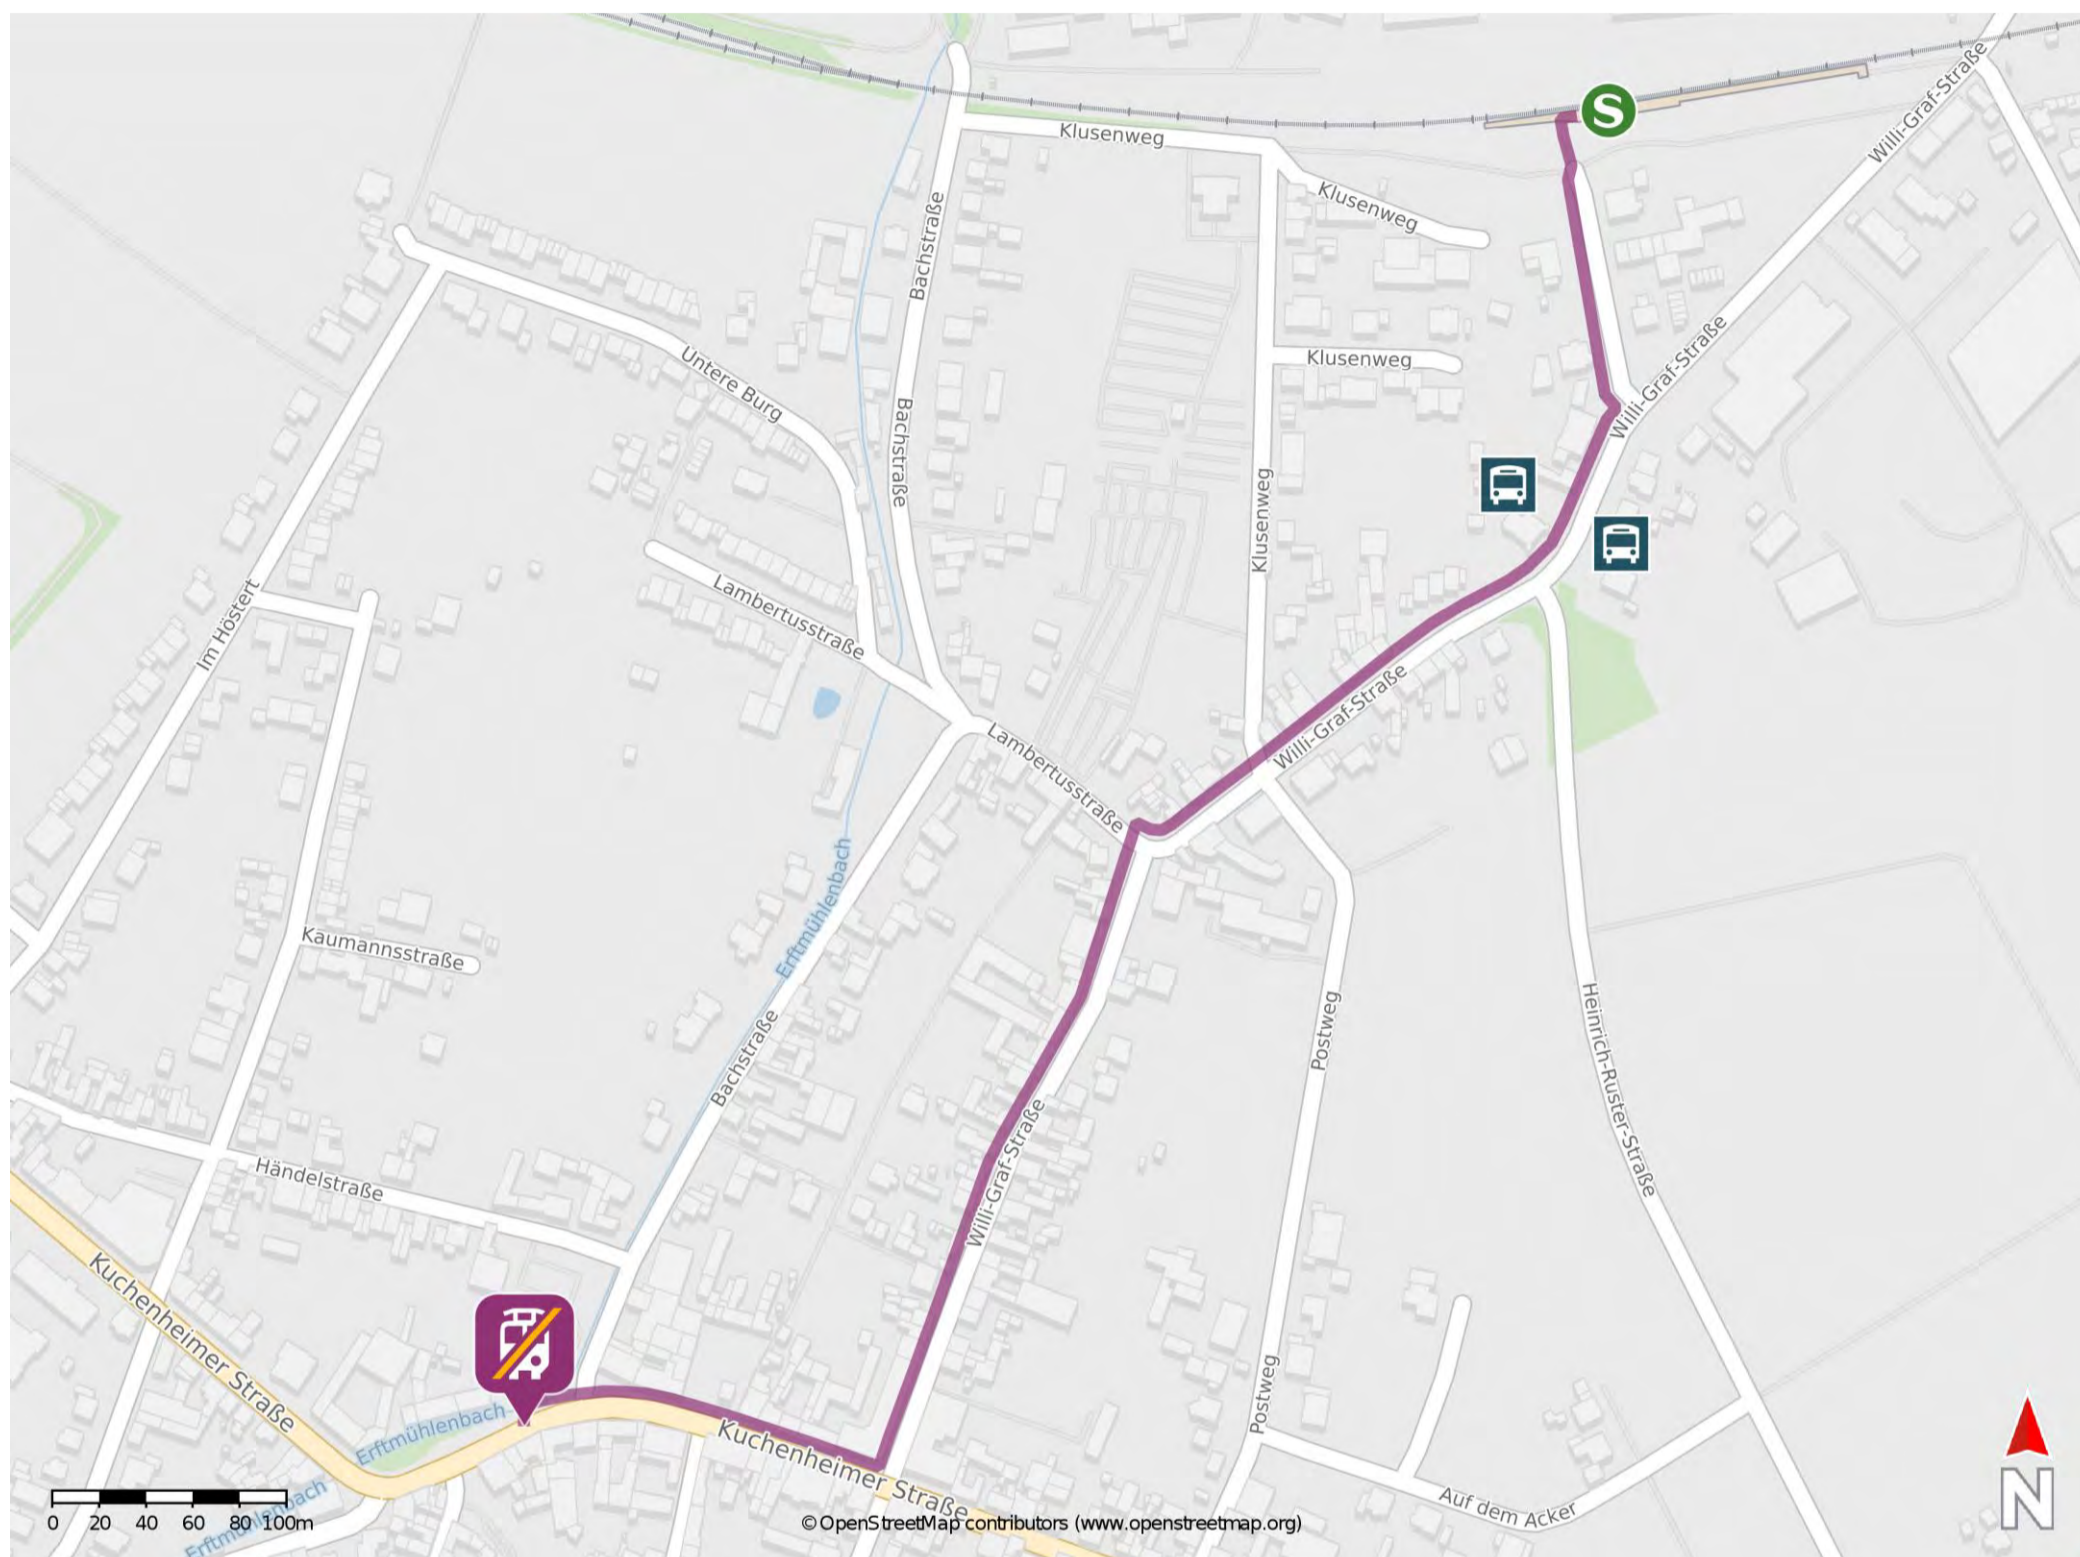 S
Klusenweg
Willi-Graf-Straße
Klusenweg
Bachstraße
Klusenweg
Willi-Graf-Straße
Untere Burg
Bachstraße
Klusenweg
Im Höstert
Lambertusstraße
Willi-Graf-Straße
Lambertusstraße
Erftmühlenbach
Kaumannsstraße
Postweg
Bachstraße
Heinrich-Ruster-Straße
Willi-Graf-Straße
Händelstraße
Kuchenheimer Straße
Postweg
Erftmühlenbach
Kuchenheimer Straße
Auf dem Acker
Erftmühlenbach
N
0 20 40 60 80 100m
© OpenStreetMap contributors (www.openstreetmap.org)